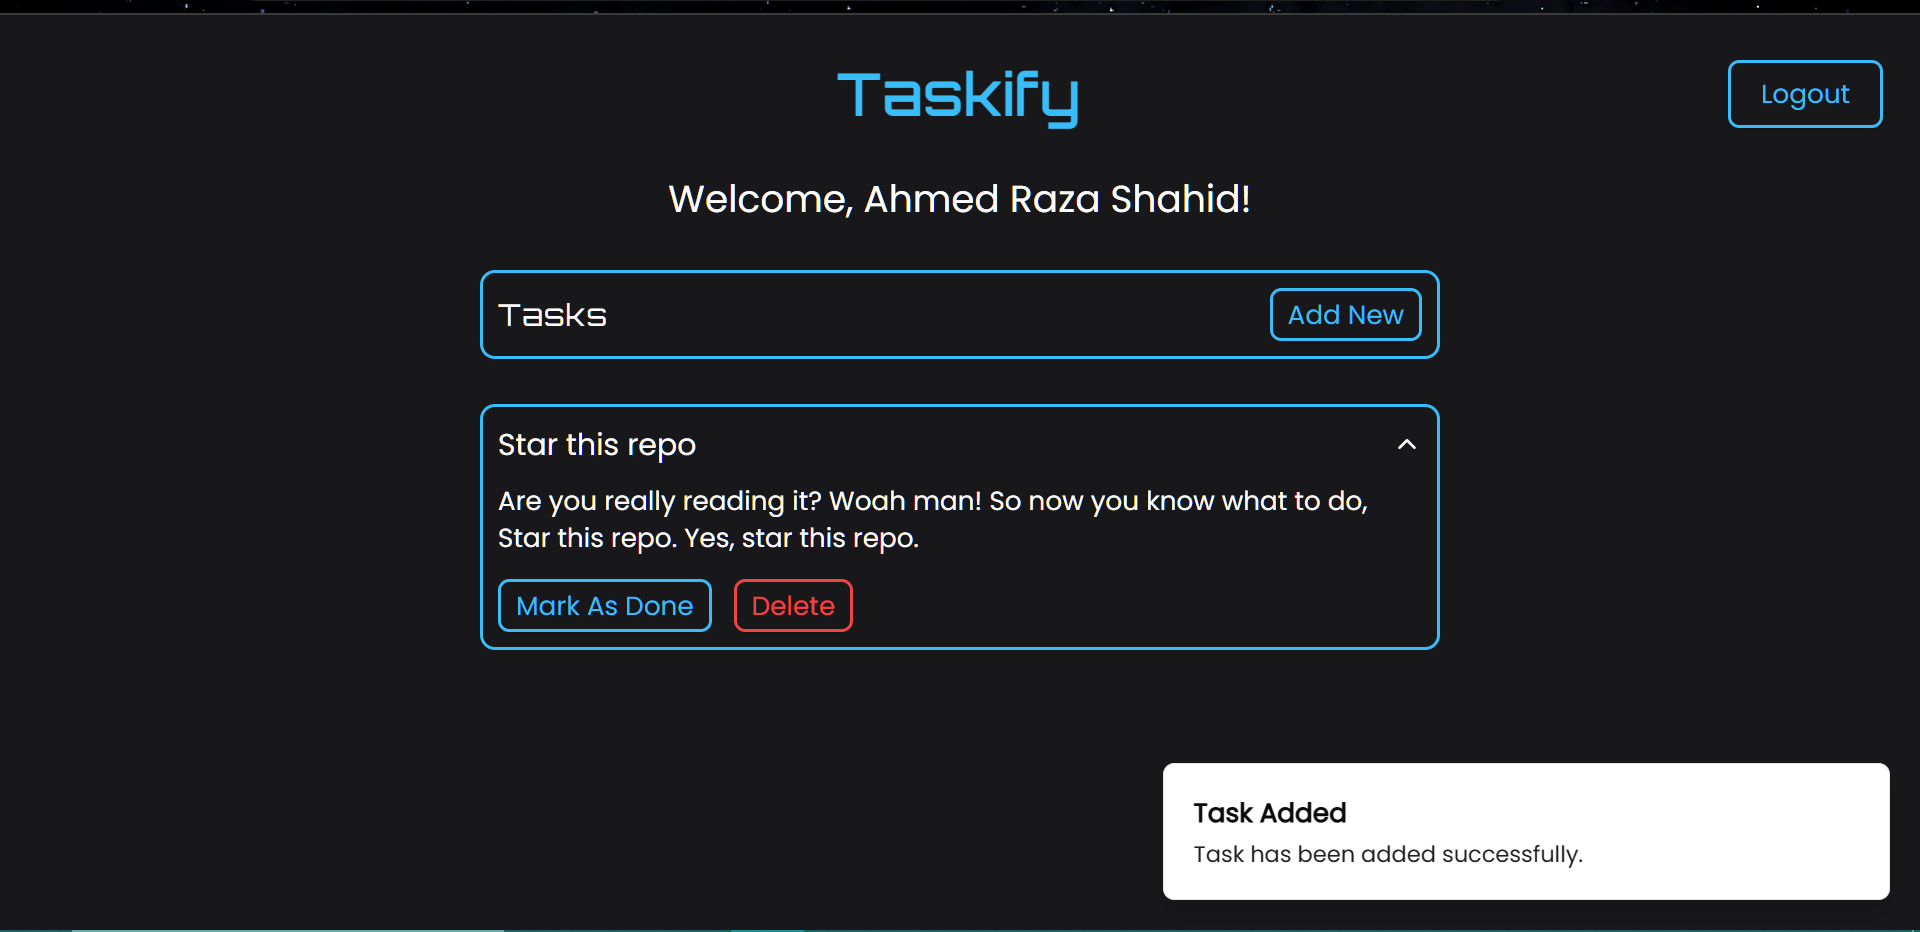 Taskify
Logout
Welcome, Ahmed Raza Shahid!
Tasks
Add New
Star this repo
Are you really reading it? Woah man! So now you know what to do,
Star this repo. Yes, star this repo.
Mark As Done
Delete
Task Added
Task has been added successfully.